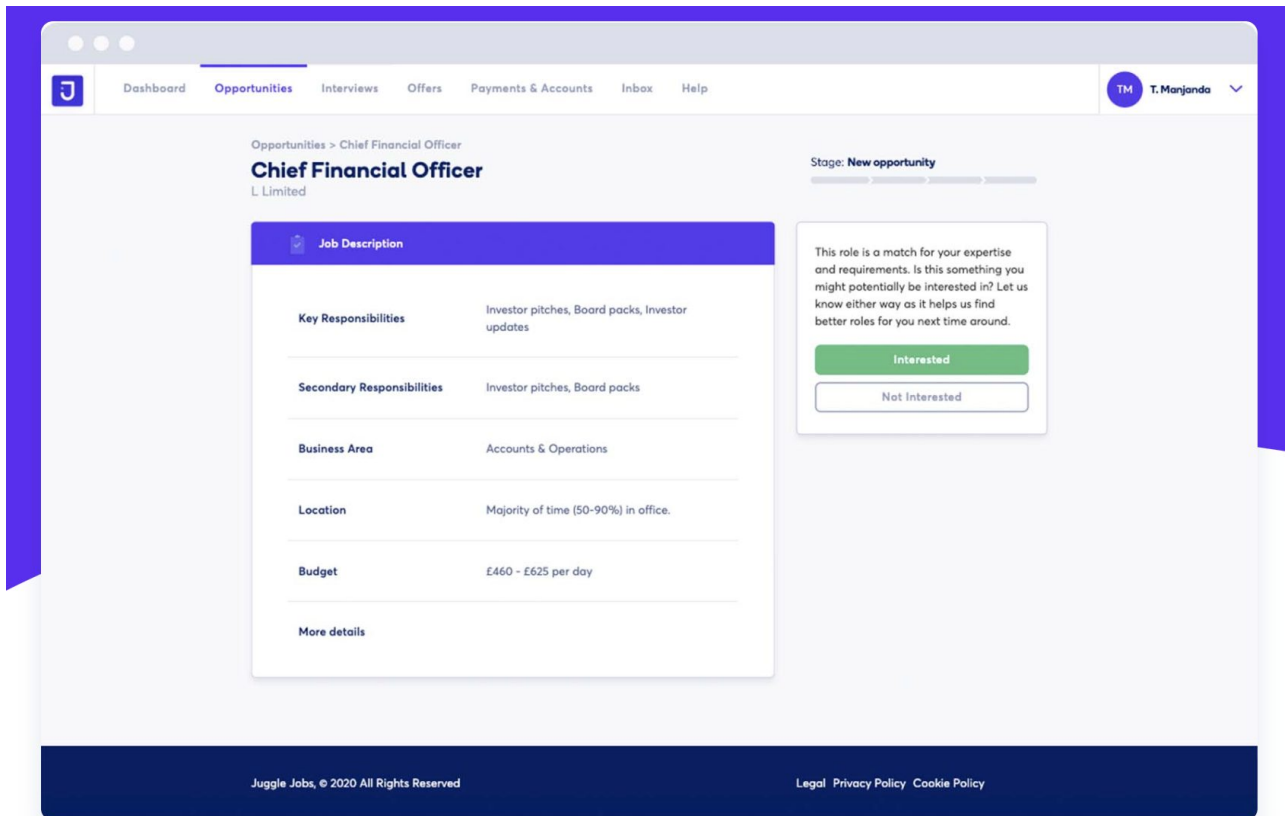 J
Dashboard Opportunities Interviews Offers Payments & Accounts Inbox Help
TM T. Manjanda
Opportunities > Chief Financial Officer
Chief Financial Officer
L Limited
Stage: New opportunity
Job Description
Key Responsibilities
Investor pitches, Board packs, Investor
updates
Secondary Responsibilities
Investor pitches, Board packs
Business Area
Accounts & Operations
Location
Majority of time (50-90%) in office.
Budget
£460 - £625 per day
More details
This role is a match for your expertise
and requirements. Is this something you
might potentially be interested in? Let us
know either way as it helps us find
better roles for you next time around.
Interested
Not Interested
Juggle Jobs, © 2020 All Rights Reserved
Legal Privacy Policy Cookie Policy